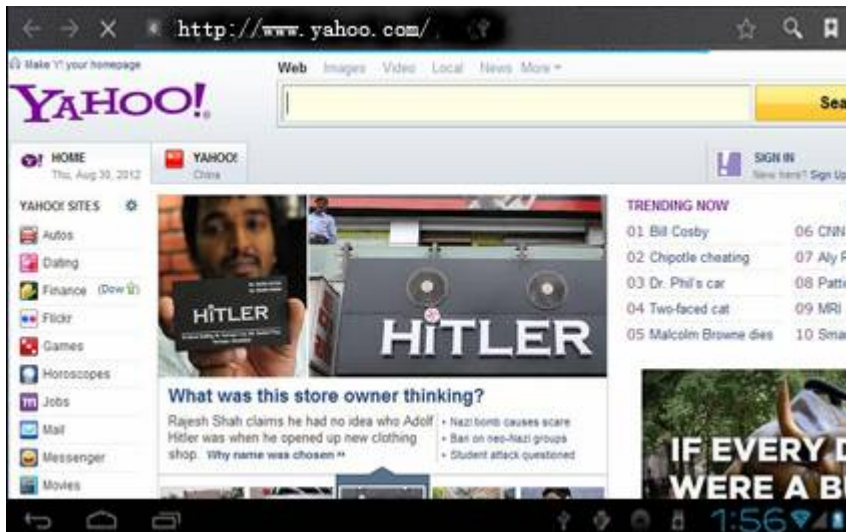 http://www.yahoo.com/
Make Y! your homepage
Web Images Video Local News More
YAHOO!
Sea
HOME
Thu, Aug 30, 2012
YAHOO!
China
SIGN IN
New here? Sign Up
YAHOO! SITES
Autos
Dating
Finance (Dow
Flickr
Games
Horoscopes
Jobs
Mail
Messenger
Movies
HiTLER
HiTLER
What was this store owner thinking?
Rajesh Shah claims he had no idea who Adolf
Hitler was when he opened up new clothing
shop. Why name was chosen »
• Nazi bomb causes scare
• Ban on neo-Nazi groups
• Student attack questioned
TRENDING NOW
01 Bill Cosby
02 Chipotle cheating
03 Dr. Phil's car
04 Two-faced cat
05 Malcolm Browne dies
06 CNN
07 Aly
08 Patti
09 MRI
10 Sma
IF EVERY D
WERE A BU
1:56